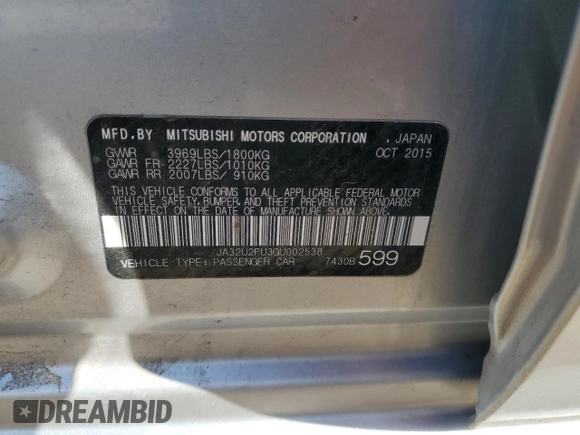 MFD.BY MITSUBISHI MOTORS CORPORATION . JAPAN
GVWR 3969LBS/1800KG OCT 2015
GAWR FR 2227LBS/1010KG
GAWR RR 2007LBS/ 910KG
THIS VEHICLE CONFORMS TO ALL APPLICABLE FEDERAL MOTOR
VEHICLE SAFETY,BUMPER, AND THEFT PREVENTION STANDARDS
IN EFFECT ON THE DATE OF MANUFACTURE SHOWN ABOVE.
JA32U2FU3GU002538
VEHICLE TYPE: PASSENGER CAR 7430B 599
DREAMBID